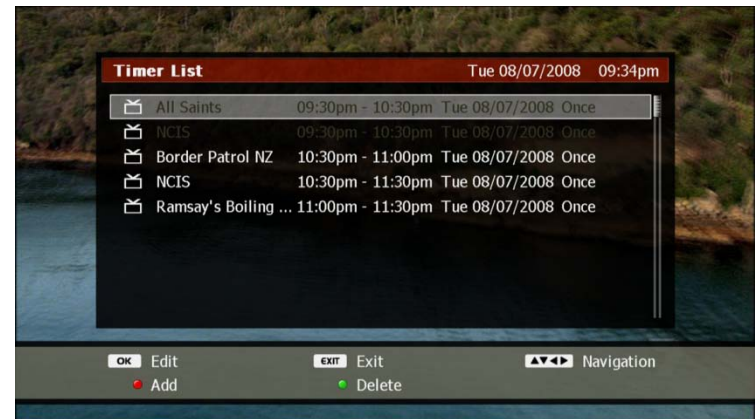 Timer List Tue 08/07/2008 09:34pm
All Saints 09:30pm - 10:30pm Tue 08/07/2008 Once
NCIS 09:30pm - 10:30pm Tue 08/07/2008 Once
Border Patrol NZ 10:30pm - 11:00pm Tue 08/07/2008 Once
NCIS 10:30pm - 11:30pm Tue 08/07/2008 Once
Ramsay's Boiling ... 11:00pm - 11:30pm Tue 08/07/2008 Once
OK Edit EXIT Exit ▲▼◄► Navigation
Add Delete